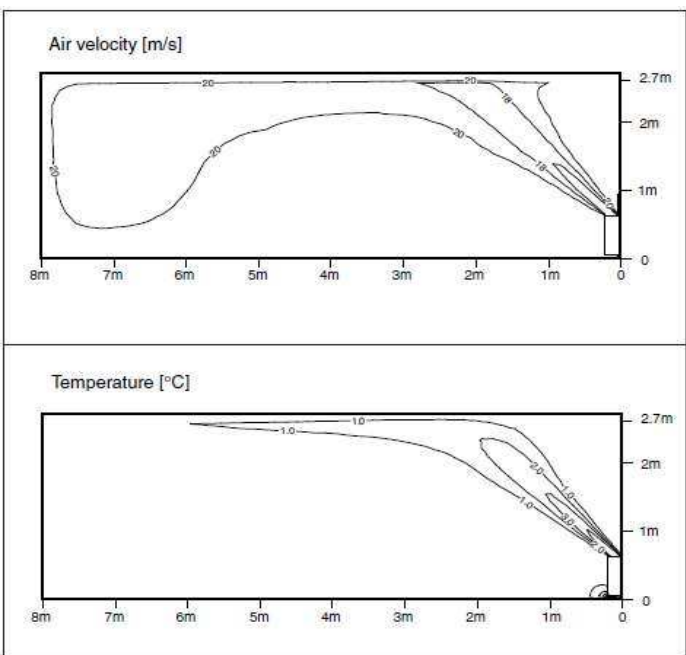 Air velocity [m/s]
20 20 2.7m
18
20 2m
20
20 18 1m
20
0
8m 7m 6m 5m 4m 3m 2m 1m 0
Temperature [°C]
1.0 2.7m
1.0
2.0 2m
1.0
1.0
3.0 1m
2.0
0
8m 7m 6m 5m 4m 3m 2m 1m 0